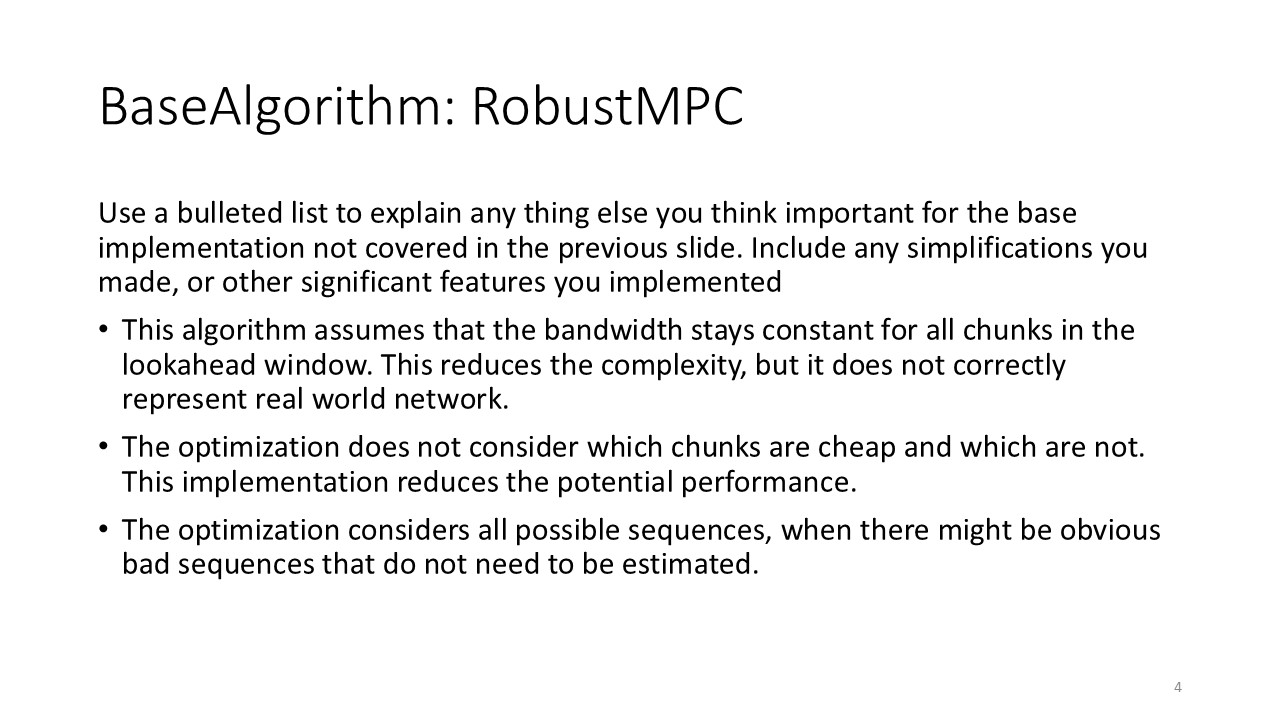 BaseAlgorithm: RobustMPC
Use a bulleted list to explain any thing else you think important for the base
implementation not covered in the previous slide. Include any simplifications you
made, or other significant features you implemented
• This algorithm assumes that the bandwidth stays constant for all chunks in the
lookahead window. This reduces the complexity, but it does not correctly
represent real world network.
• The optimization does not consider which chunks are cheap and which are not.
This implementation reduces the potential performance.
• The optimization considers all possible sequences, when there might be obvious
bad sequences that do not need to be estimated.
4